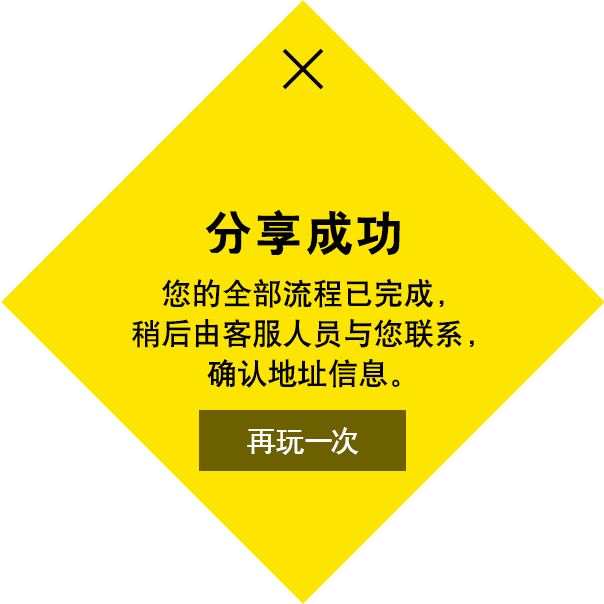 分享成功
您的全部流程已完成，
稍后由客服人员与您联系，
确认地址信息。
再玩一次